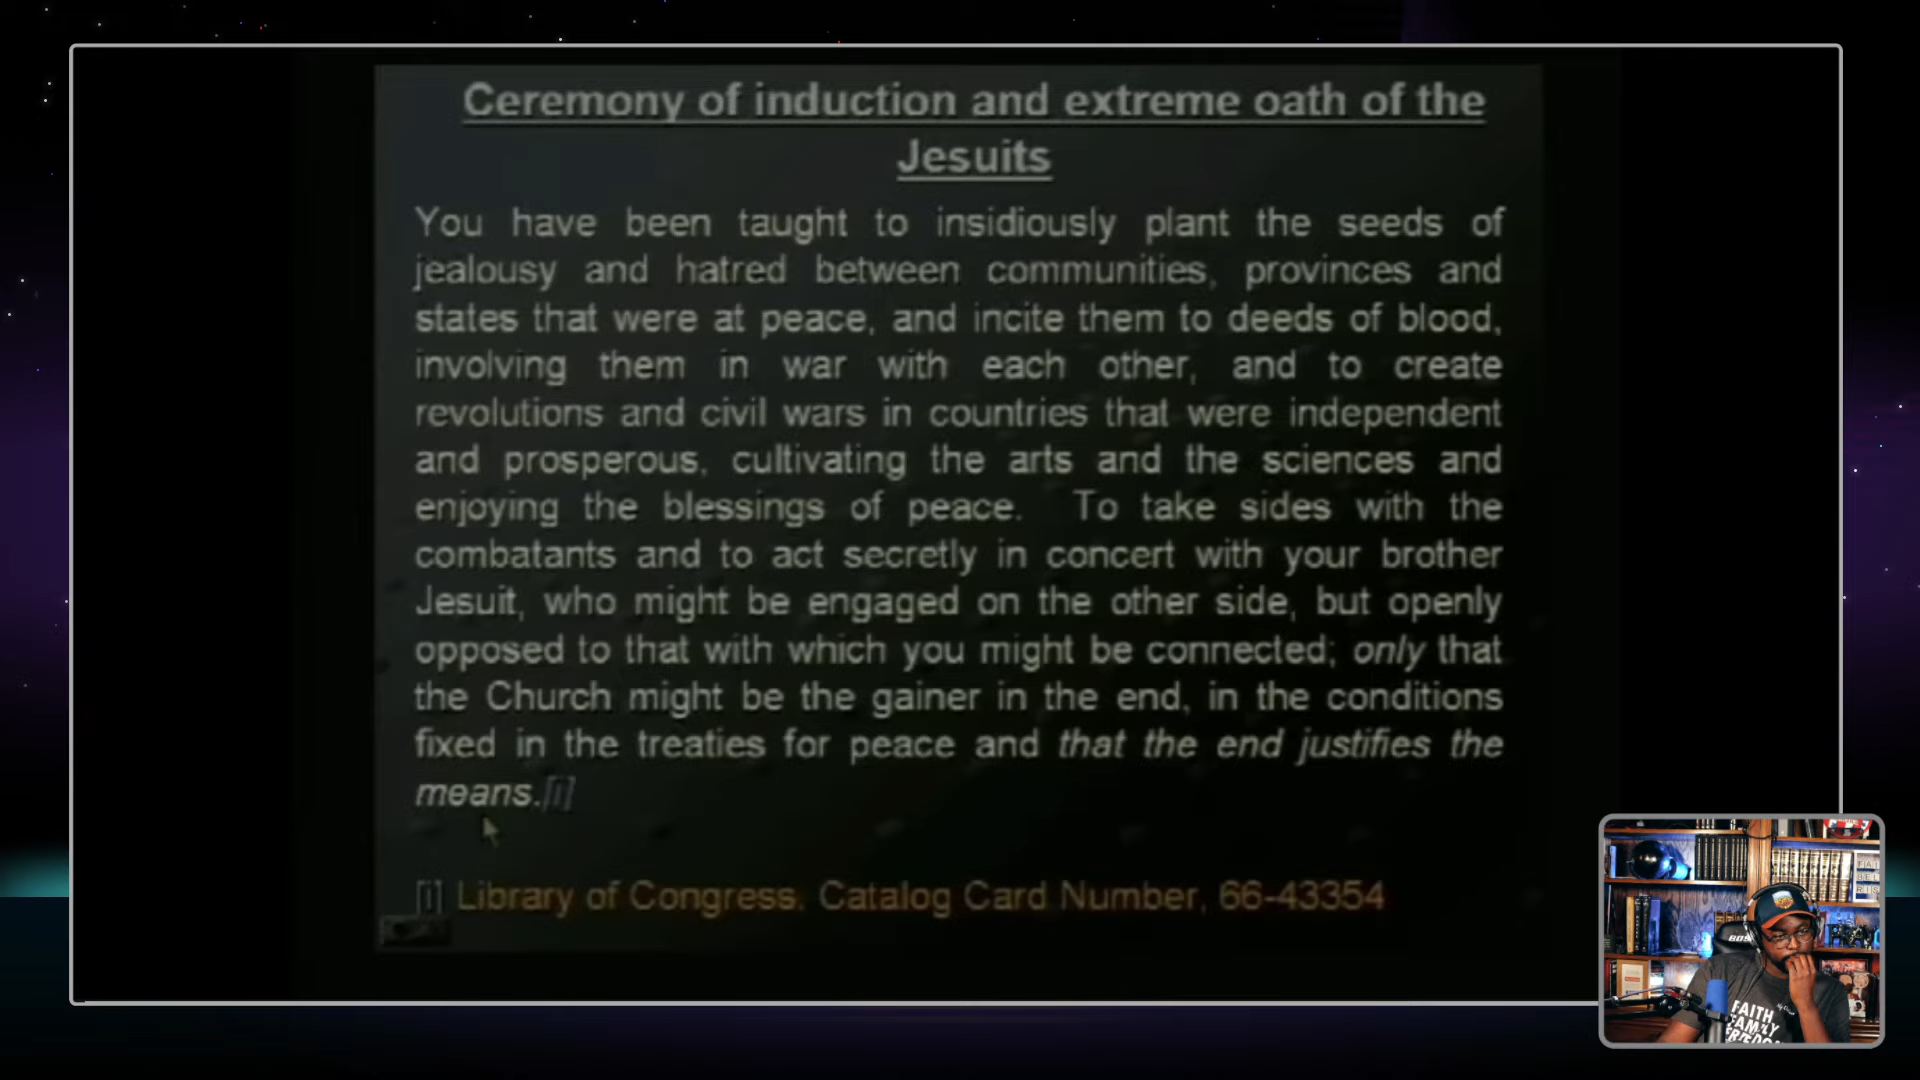 Ceremony of induction and extreme oath of the
Jesuits
You have been taught to insidiously plant the seeds of
jealousy and hatred between communities, provinces and
states that were at peace, and incite them to deeds of blood,
involving them in war with each other, and to create
revolutions and civil wars in countries that were independent
and prosperous, cultivating the arts and the sciences and
enjoying the blessings of peace. To take sides with the
combatants and to act secretly in concert with your brother
Jesuit, who might be engaged on the other side, but openly
opposed to that with which you might be connected; only that
the Church might be the gainer in the end, in the conditions
fixed in the treaties for peace and that the end justifies the
means.[i]
[i] Library of Congress. Catalog Card Number, 66-43354
FAITH
FAMILY